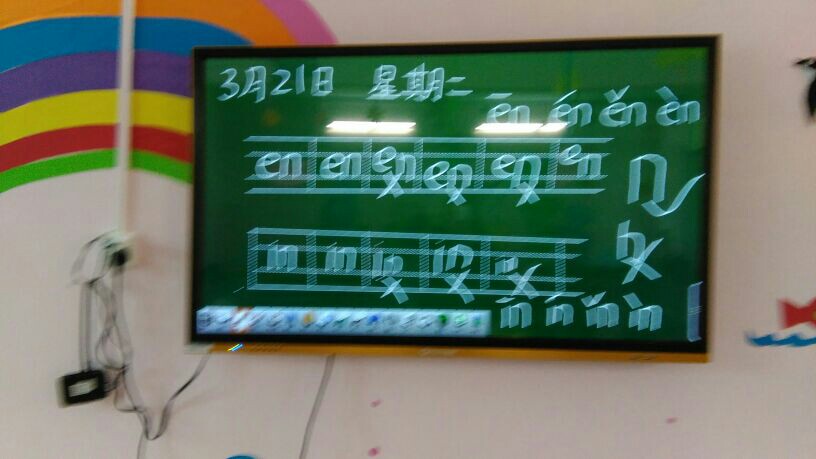 3月21日 星期二
ēn én ěn èn
en en en en en en
n
h
in in in in in
īn ín ǐn ìn